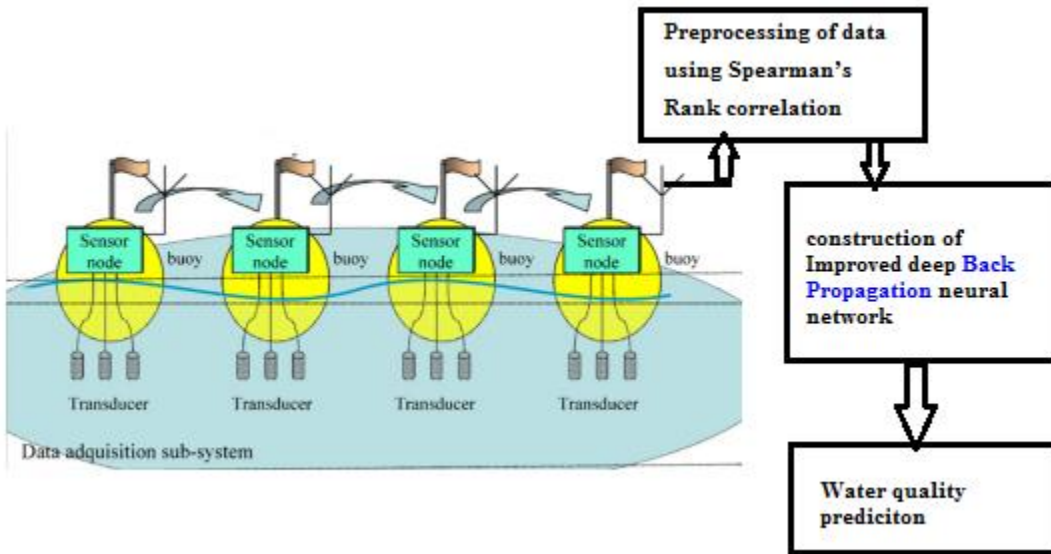 Preprocessing of data
using Spearman's
Rank correlation
Sensor
node
buoy
Sensor
node
buoy
Sensor
node
buoy
Sensor
node
buoy
Transducer
Transducer
Transducer
Transducer
Data adquisition sub-system
construction of
Improved deep Back
Propagation neural
network
Water quality
prediciton